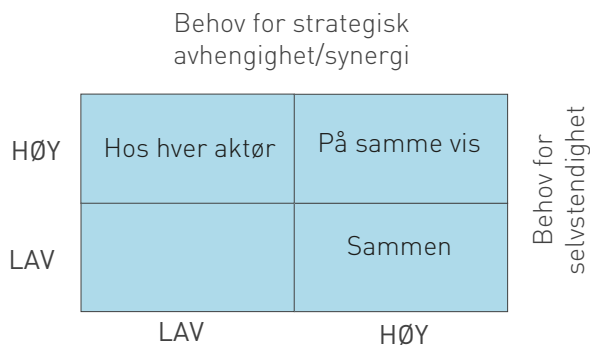 Behov for strategisk
avhengighet/synergi
HØY
Hos hver aktør
På samme vis
LAV
Sammen
Behov for
selvstendighet
LAV
HØY